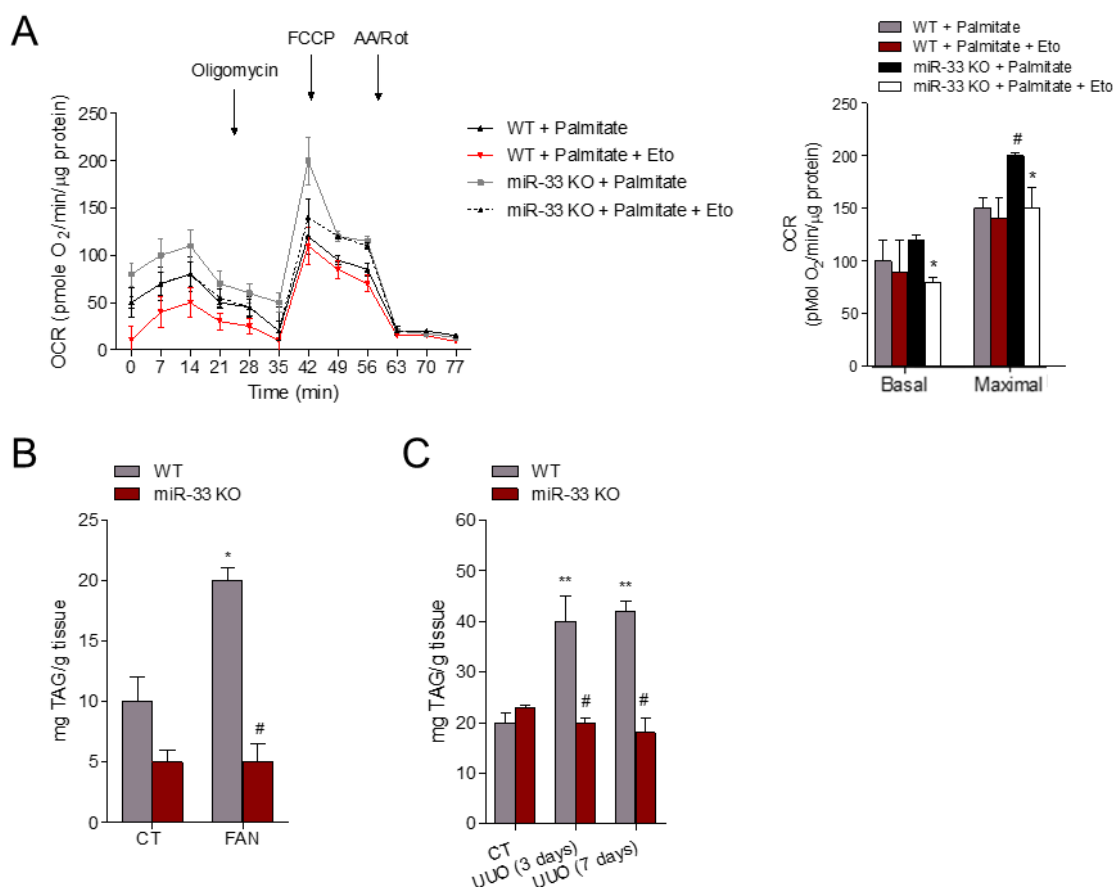 A
Oligomycin
FCCP
AA/Rot
OCR (pmole O2/min/µg protein)
250
200
150
100
50
0
0 7 14 21 28 35 42 49 56 63 70 77
Time (min)
WT + Palmitate
WT + Palmitate + Eto
miR-33 KO + Palmitate
miR-33 KO + Palmitate + Eto
WT + Palmitate
WT + Palmitate + Eto
miR-33 KO + Palmitate
miR-33 KO + Palmitate + Eto
OCR
(pMol O2/min/µg protein)
250
200
150
100
50
0
*
#
*
Basal Maximal
B
WT
miR-33 KO
mg TAG/g tissue
25
20
15
10
5
0
*
#
CT FAN
C
WT
miR-33 KO
mg TAG/g tissue
60
50
40
30
20
10
0
**
#
**
#
CT
UUO (3 days)
UUO (7 days)